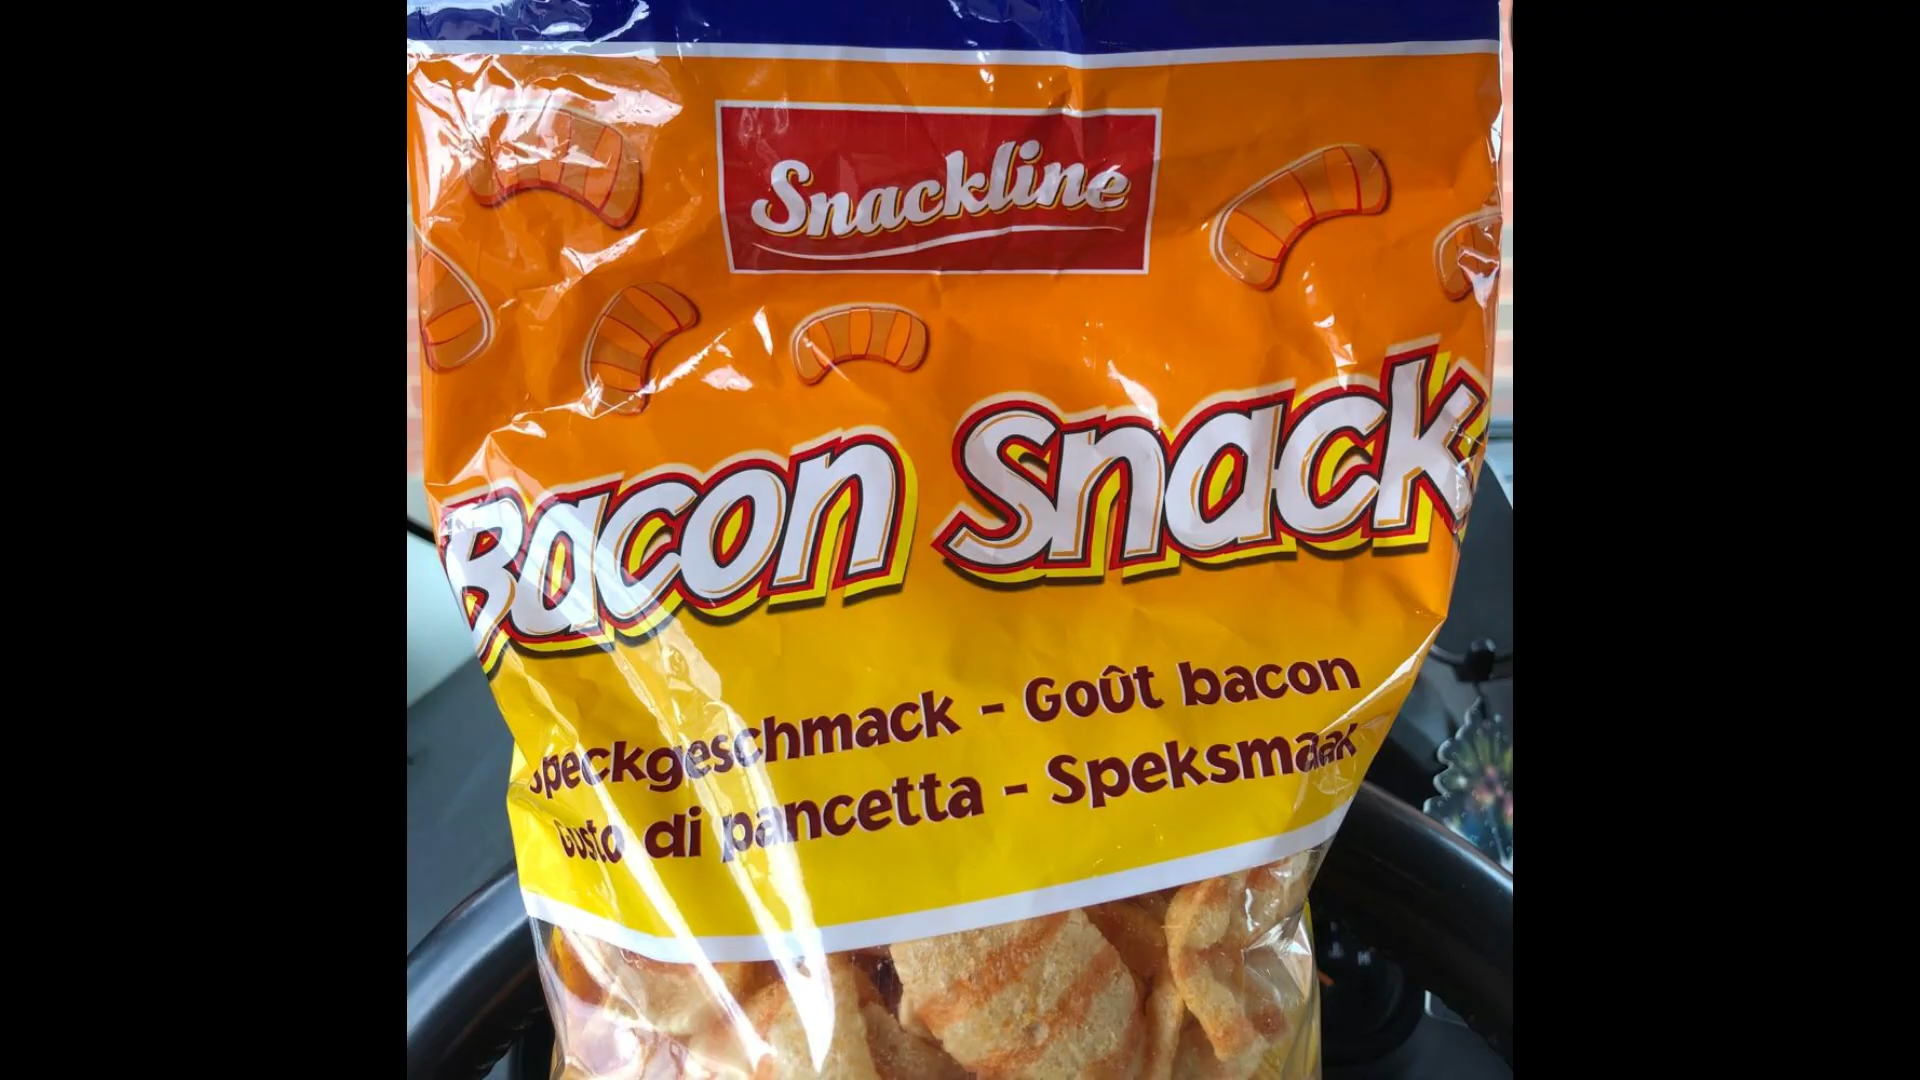 Snackline
Bacon Snack
Speckgeschmack - Goût bacon
Gusto di pancetta - Speksmaak